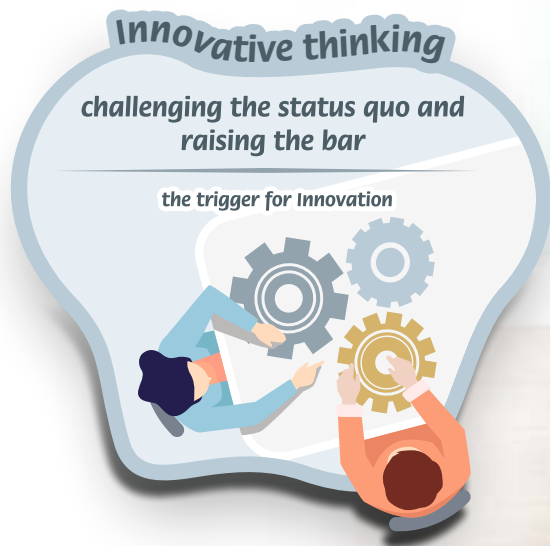 Innovative thinking
challenging the status quo and
raising the bar
the trigger for Innovation